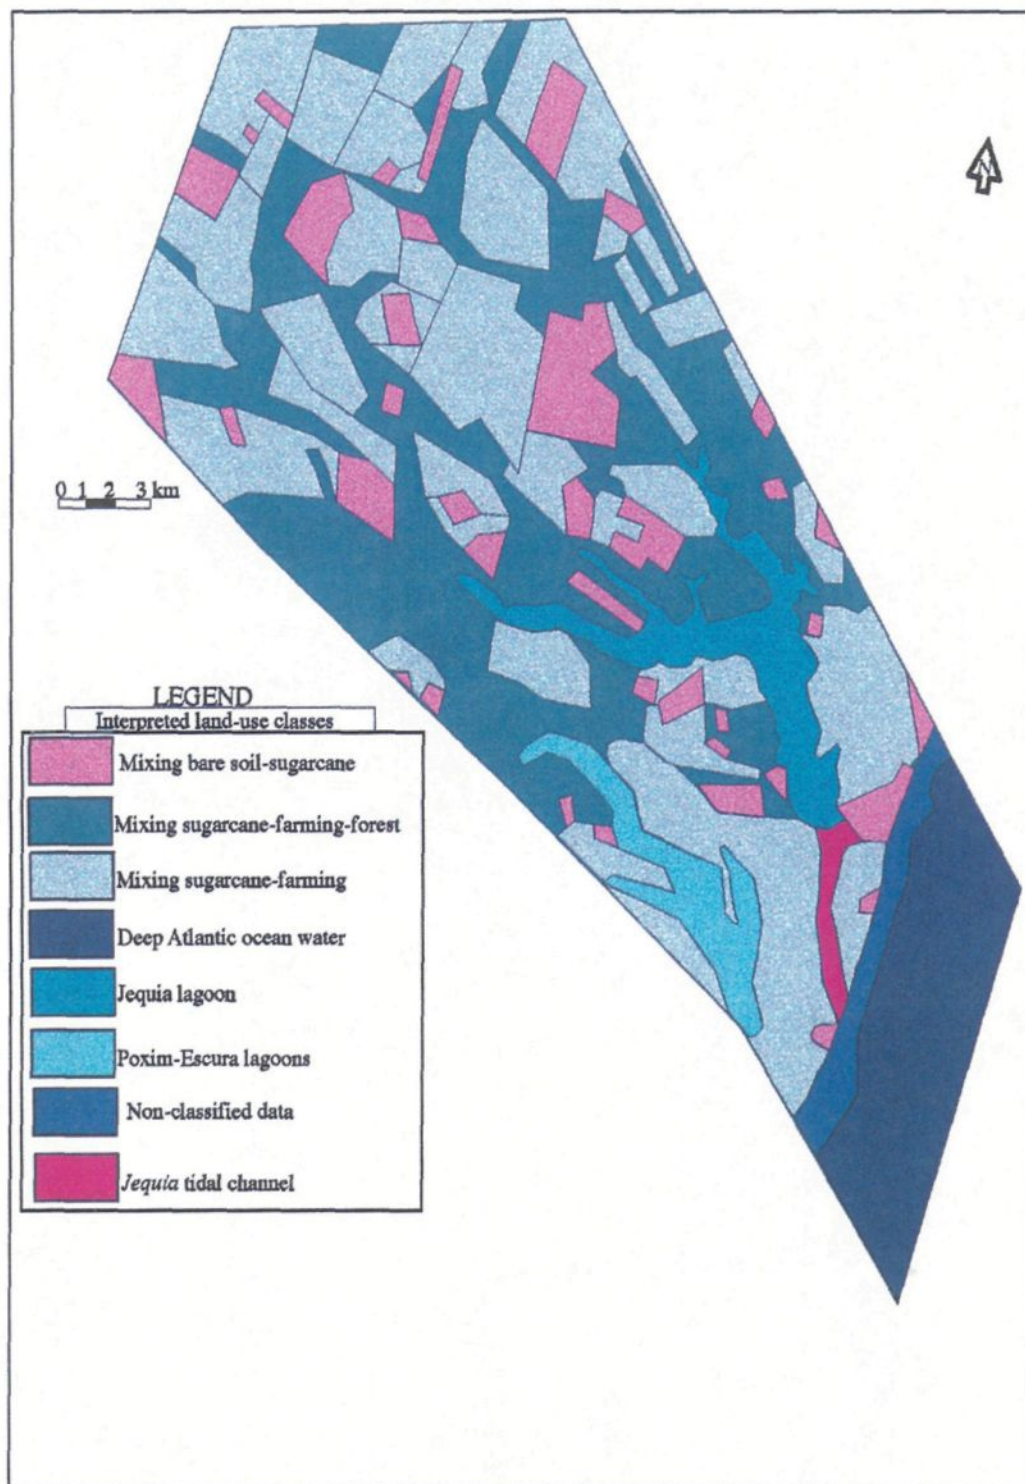 N
0 1 2 3 km
LEGEND
Interpreted land-use classes
Mixing bare soil-sugarcane
Mixing sugarcane-farming-forest
Mixing sugarcane-farming
Deep Atlantic ocean water
Jequia lagoon
Poxim-Escura lagoons
Non-classified data
Jequia tidal channel